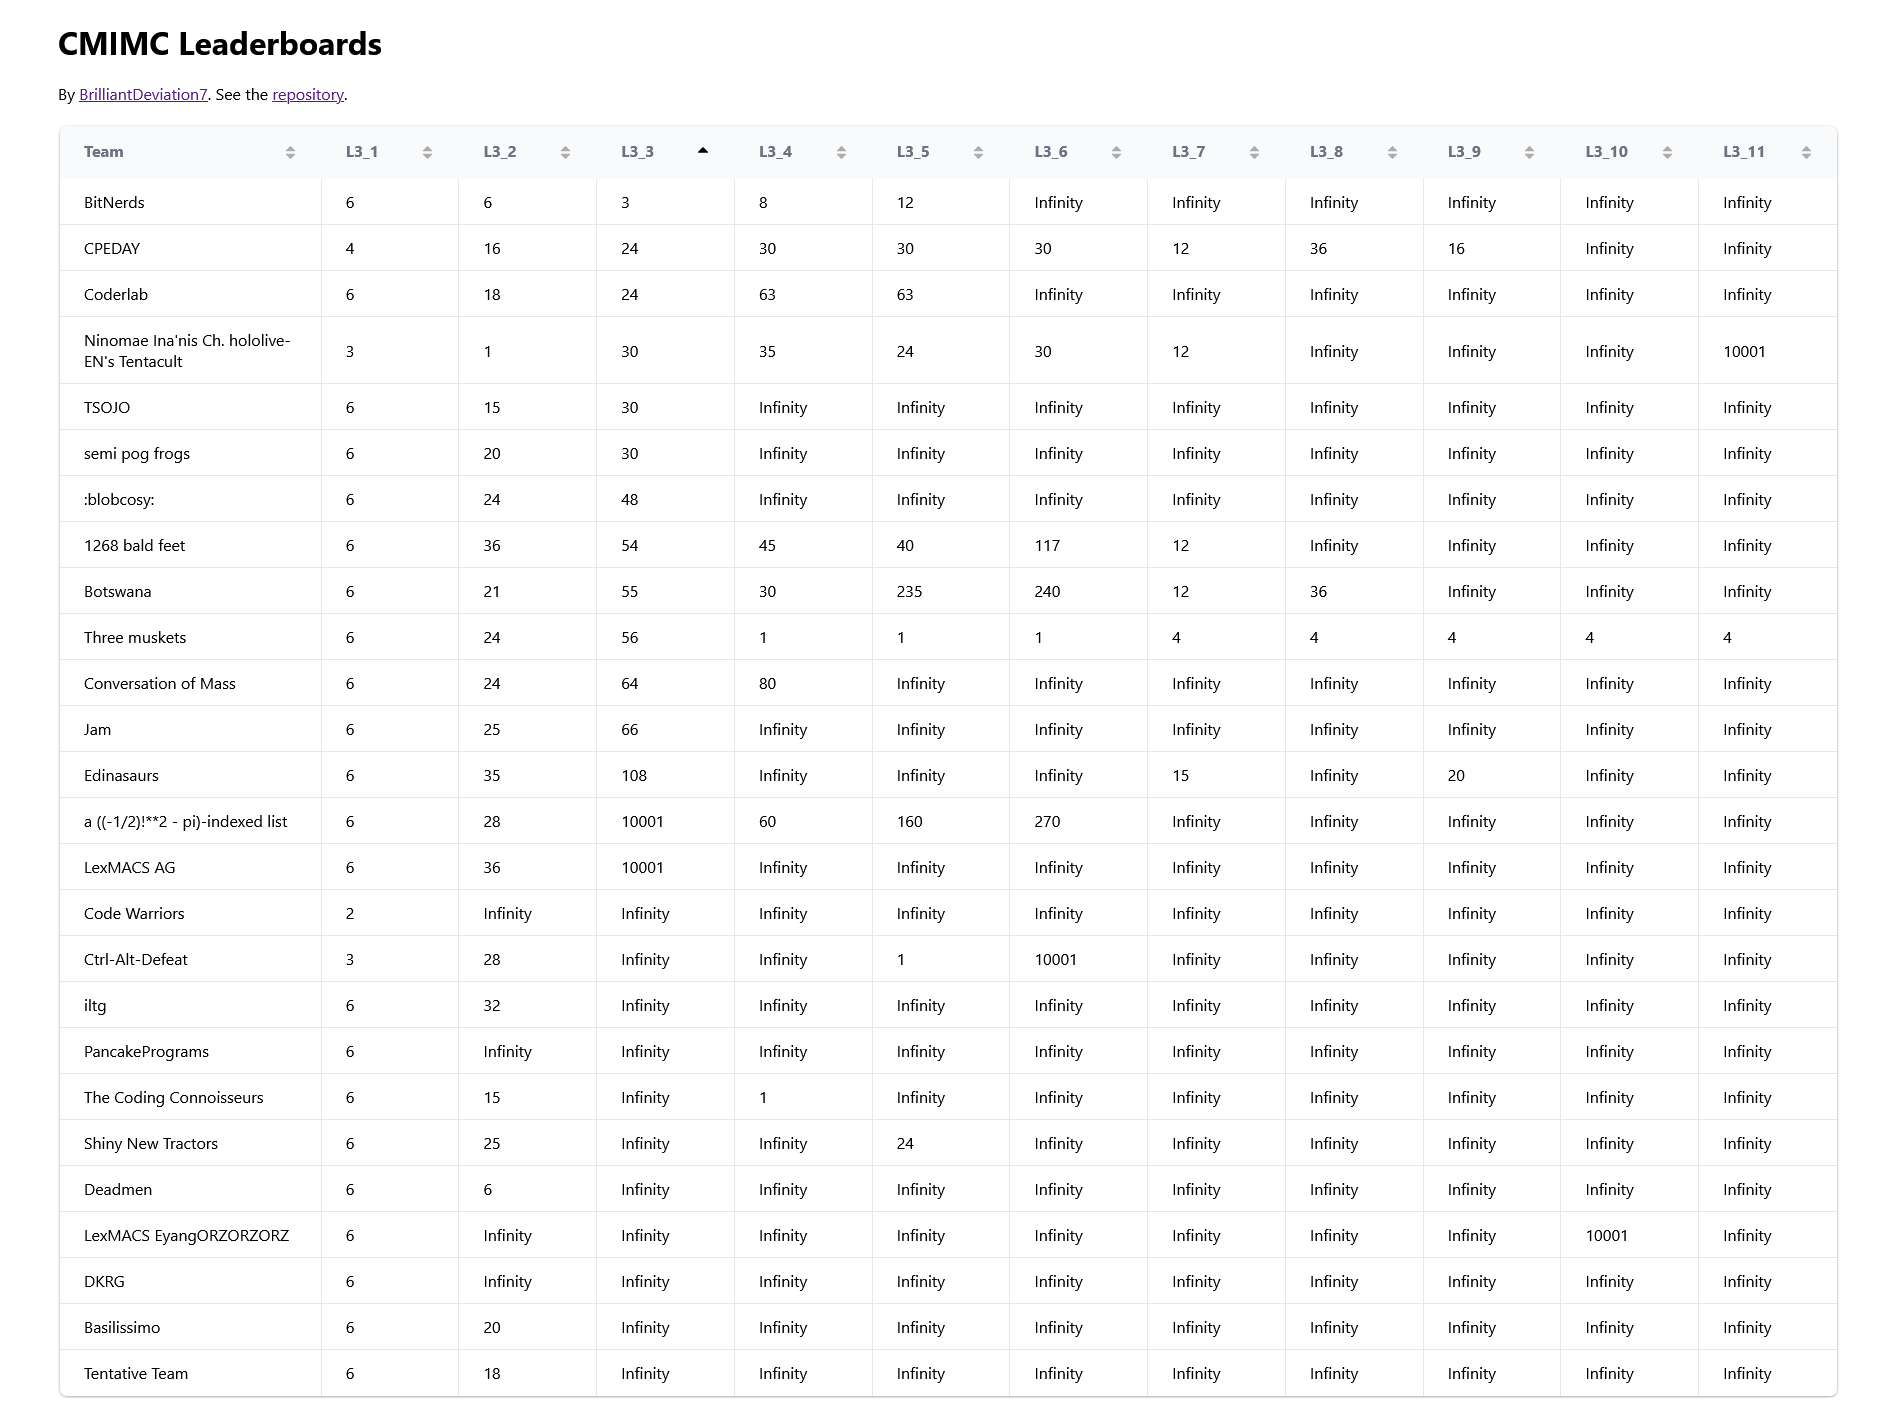 CMIMC Leaderboards
By BrilliantDeviation7. See the repository.
Team L3_1 L3_2 L3_3 L3_4 L3_5 L3_6 L3_7 L3_8 L3_9 L3_10 L3_11
BitNerds 6 6 3 8 12 Infinity Infinity Infinity Infinity Infinity Infinity
CPEDAY 4 16 24 30 30 30 12 36 16 Infinity Infinity
Coderlab 6 18 24 63 63 Infinity Infinity Infinity Infinity Infinity Infinity
Ninomae Ina'nis Ch. hololive-
EN's Tentacult 3 1 30 35 24 30 12 Infinity Infinity Infinity 10001
TSOJO 6 15 30 Infinity Infinity Infinity Infinity Infinity Infinity Infinity Infinity
semi pog frogs 6 20 30 Infinity Infinity Infinity Infinity Infinity Infinity Infinity Infinity
:blobcosy: 6 24 48 Infinity Infinity Infinity Infinity Infinity Infinity Infinity Infinity
1268 bald feet 6 36 54 45 40 117 12 Infinity Infinity Infinity Infinity
Botswana 6 21 55 30 235 240 12 36 Infinity Infinity Infinity
Three muskets 6 24 56 1 1 1 4 4 4 4 4
Conversation of Mass 6 24 64 80 Infinity Infinity Infinity Infinity Infinity Infinity Infinity
Jam 6 25 66 Infinity Infinity Infinity Infinity Infinity Infinity Infinity Infinity
Edinasaurs 6 35 108 Infinity Infinity Infinity 15 Infinity 20 Infinity Infinity
a ((-1/2)!**2 - pi)-indexed list 6 28 10001 60 160 270 Infinity Infinity Infinity Infinity Infinity
LexMACS AG 6 36 10001 Infinity Infinity Infinity Infinity Infinity Infinity Infinity Infinity
Code Warriors 2 Infinity Infinity Infinity Infinity Infinity Infinity Infinity Infinity Infinity Infinity
Ctrl-Alt-Defeat 3 28 Infinity Infinity 1 10001 Infinity Infinity Infinity Infinity Infinity
iltg 6 32 Infinity Infinity Infinity Infinity Infinity Infinity Infinity Infinity Infinity
PancakePrograms 6 Infinity Infinity Infinity Infinity Infinity Infinity Infinity Infinity Infinity Infinity
The Coding Connoisseurs 6 15 Infinity 1 Infinity Infinity Infinity Infinity Infinity Infinity Infinity
Shiny New Tractors 6 25 Infinity Infinity 24 Infinity Infinity Infinity Infinity Infinity Infinity
Deadmen 6 6 Infinity Infinity Infinity Infinity Infinity Infinity Infinity Infinity Infinity
LexMACS EyangORZORZORZ 6 Infinity Infinity Infinity Infinity Infinity Infinity Infinity Infinity 10001 Infinity
DKRG 6 Infinity Infinity Infinity Infinity Infinity Infinity Infinity Infinity Infinity Infinity
Basilissimo 6 20 Infinity Infinity Infinity Infinity Infinity Infinity Infinity Infinity Infinity
Tentative Team 6 18 Infinity Infinity Infinity Infinity Infinity Infinity Infinity Infinity Infinity